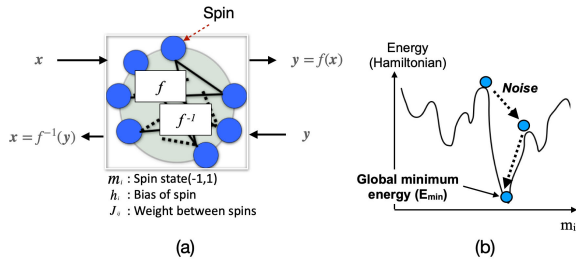 Spin
x
y = f(x)
f
f⁻¹
x = f⁻¹(y)
y
mᵢ : Spin state(-1,1)
hᵢ : Bias of spin
Jᵢⱼ : Weight between spins
(a)
Energy
(Hamiltonian)
Noise
Global minimum
energy (Eₘᵢₙ)
mᵢ
(b)